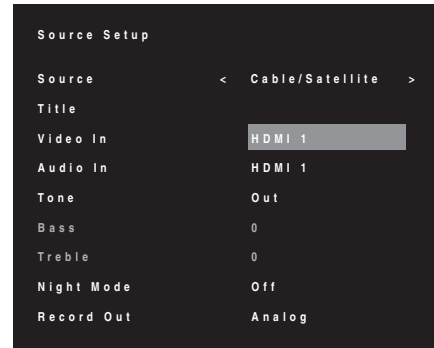 Source Setup
Source < Cable/Satellite >
Title
Video In HDMI 1
Audio In HDMI 1
Tone Out
Bass 0
Treble 0
Night Mode Off
Record Out Analog